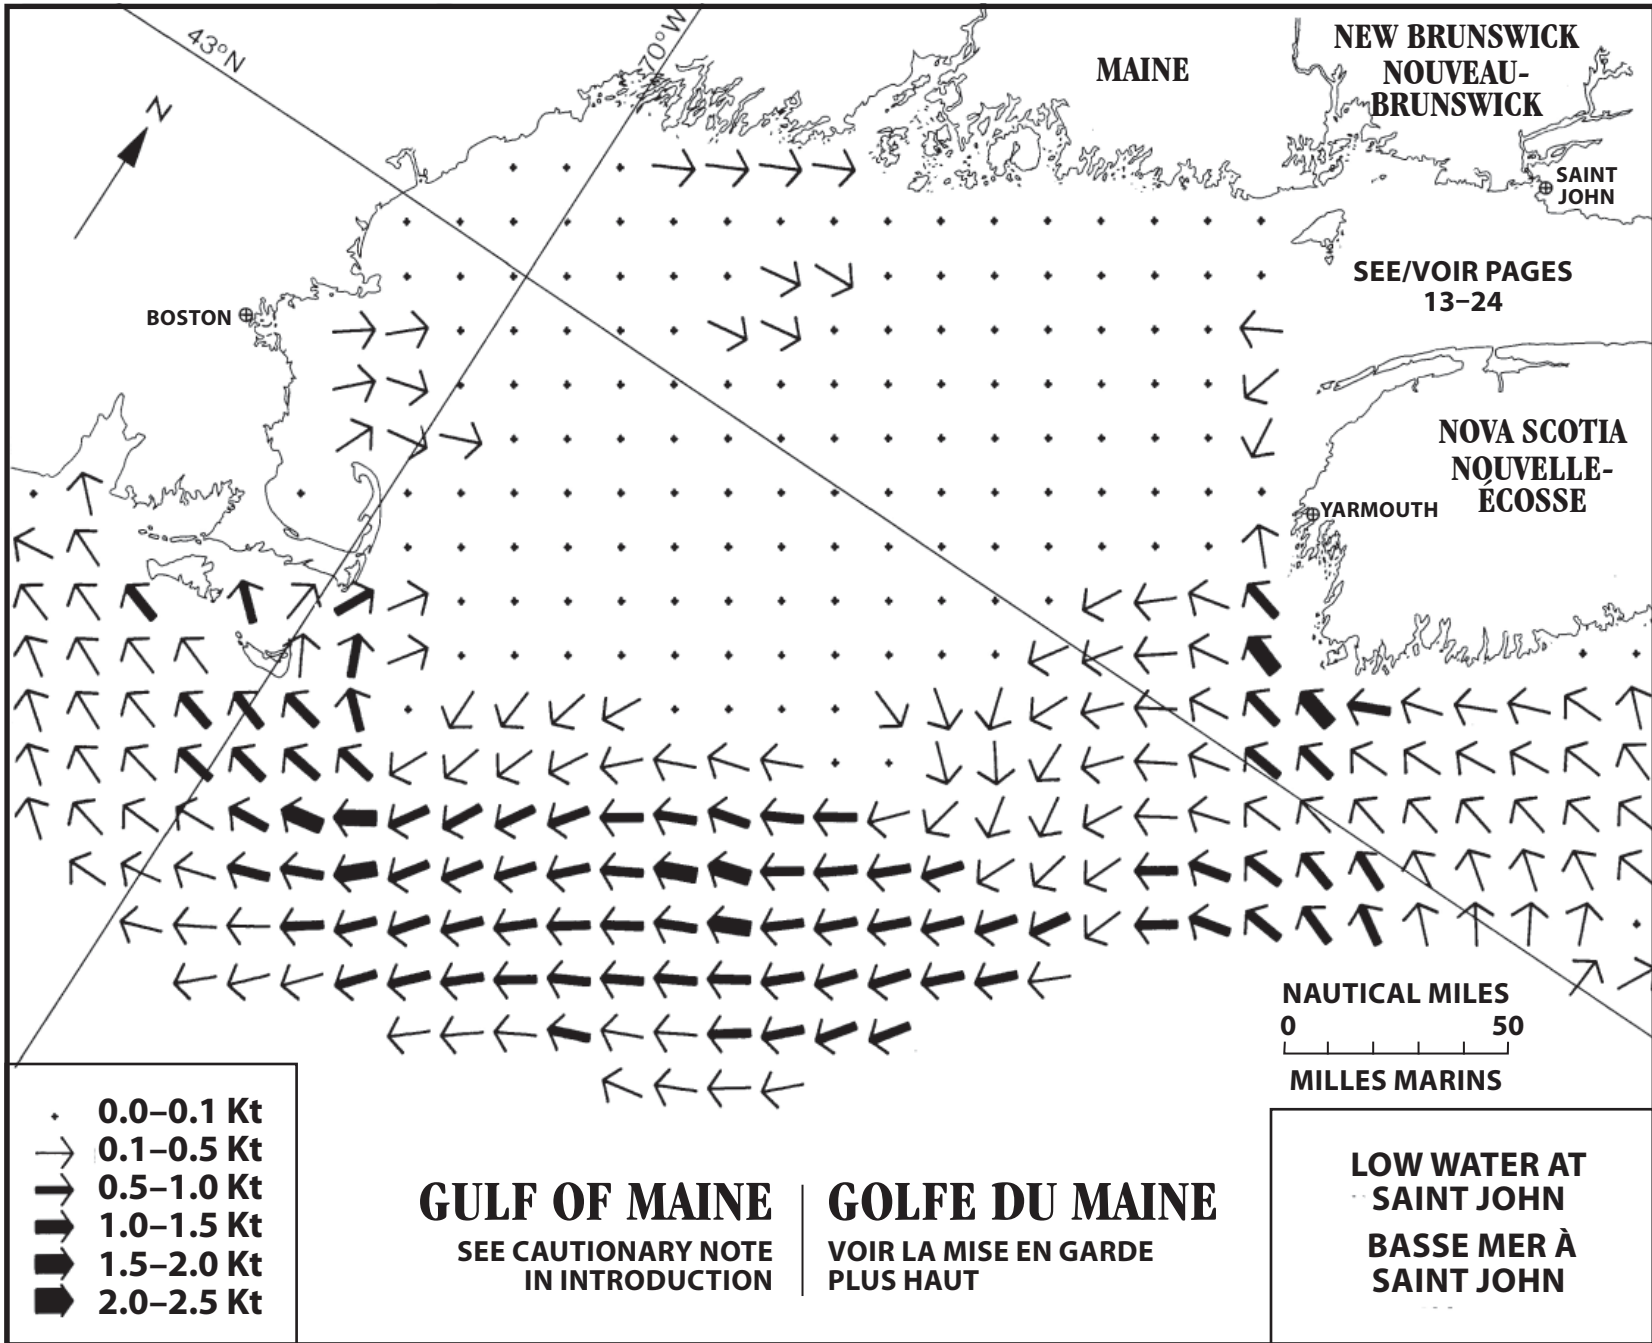 43°N
70°W
N
MAINE
NEW BRUNSWICK
NOUVEAU-
BRUNSWICK
SAINT
JOHN
SEE/VOIR PAGES
13–24
BOSTON
NOVA SCOTIA
NOUVELLE-
ÉCOSSE
YARMOUTH
NAUTICAL MILES
0 50
MILLES MARINS
0.0–0.1 Kt
0.1–0.5 Kt
0.5–1.0 Kt
1.0–1.5 Kt
1.5–2.0 Kt
2.0–2.5 Kt
GULF OF MAINE
SEE CAUTIONARY NOTE
IN INTRODUCTION
GOLFE DU MAINE
VOIR LA MISE EN GARDE
PLUS HAUT
LOW WATER AT
SAINT JOHN
BASSE MER À
SAINT JOHN